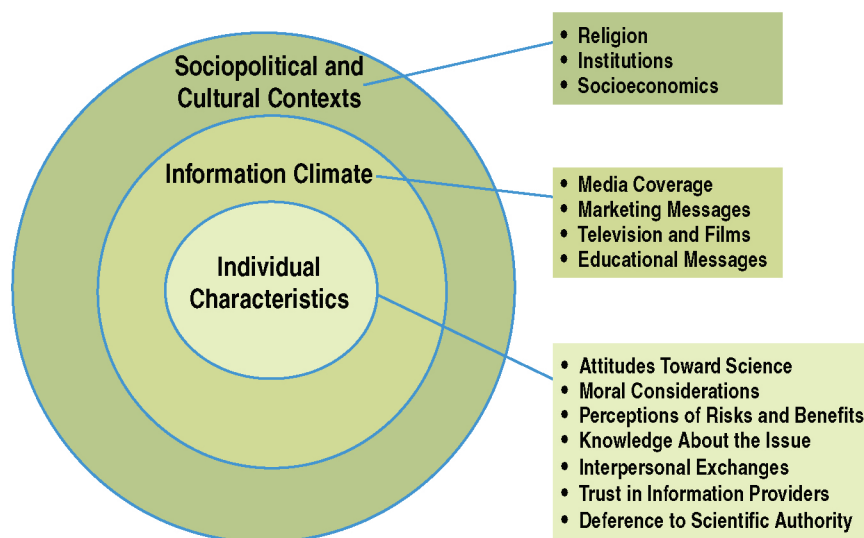 Sociopolitical and
Cultural Contexts
• Religion
• Institutions
• Socioeconomics
Information Climate
• Media Coverage
• Marketing Messages
• Television and Films
• Educational Messages
Individual
Characteristics
• Attitudes Toward Science
• Moral Considerations
• Perceptions of Risks and Benefits
• Knowledge About the Issue
• Interpersonal Exchanges
• Trust in Information Providers
• Deference to Scientific Authority